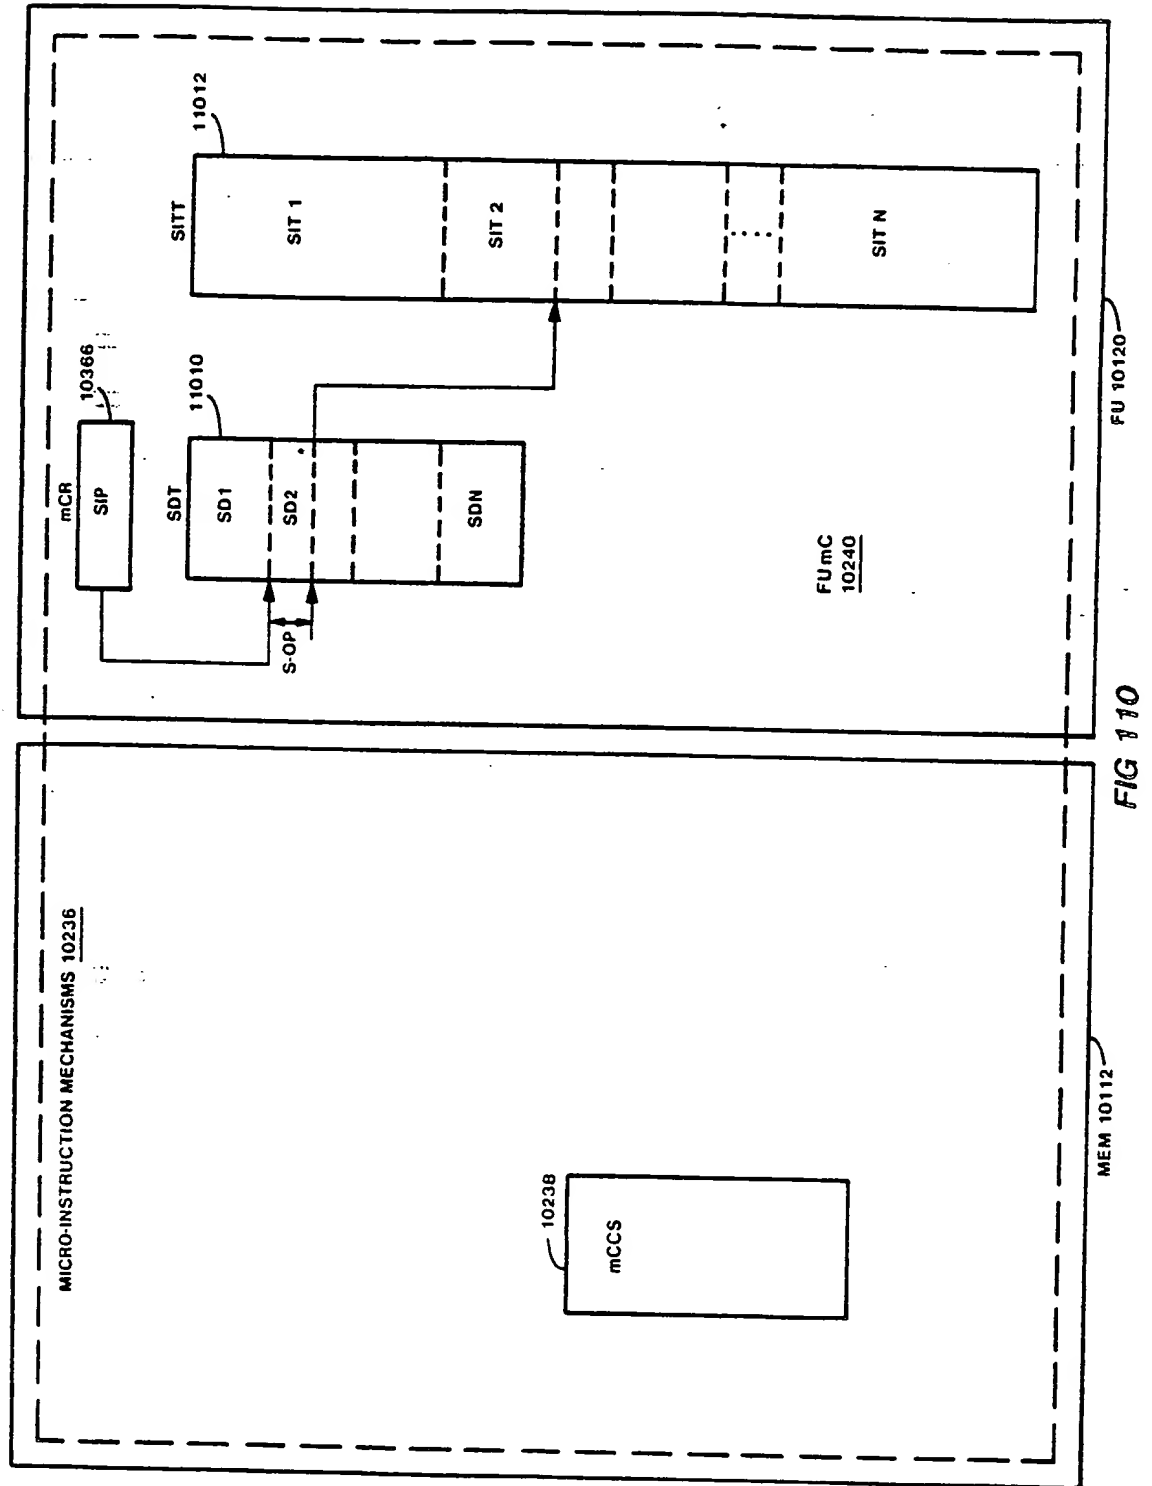 MICRO-INSTRUCTION MECHANISMS 10236
mCCS
10238
MEM 10112
mCR
SIP
10366
SDT
11010
SD1
SD2
SDN
S-OP
SITT
11012
SIT 1
SIT 2
SIT N
FUmC
10240
FU 10120
FIG 110